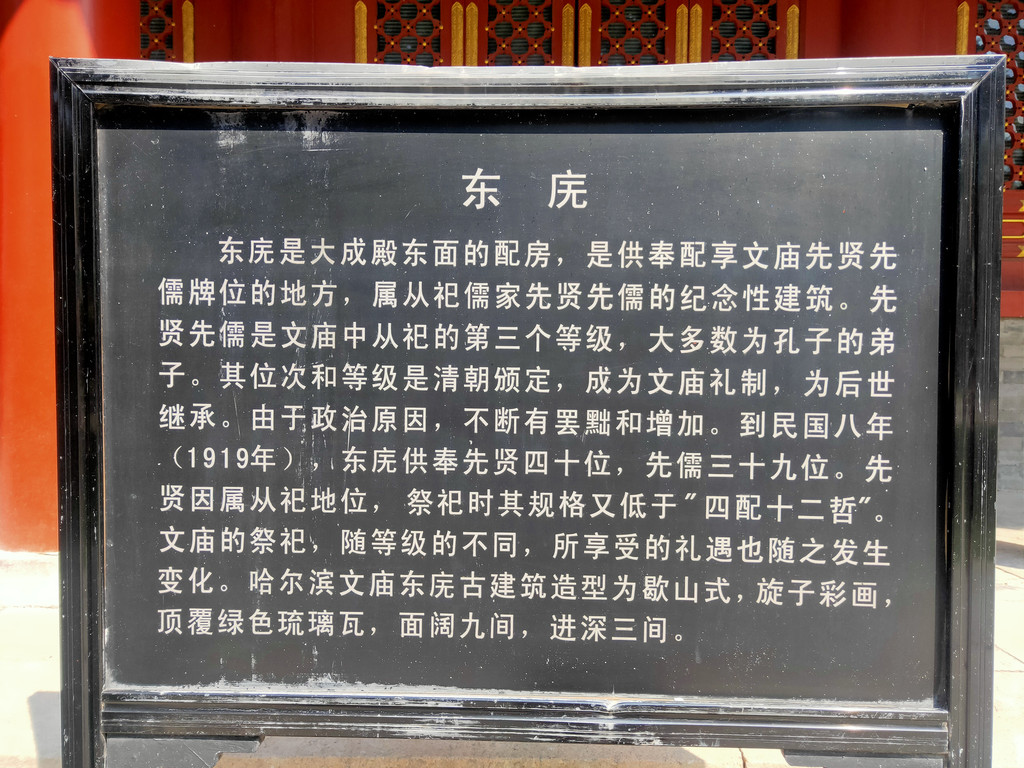 东 庑
东庑是大成殿东面的配房，是供奉配享文庙先贤先
儒牌位的地方，属从祀儒家先贤先儒的纪念性建筑。先
贤先儒是文庙中从祀的第三个等级，大多数为孔子的弟
子。其位次和等级是清朝颁定，成为文庙礼制，为后世
继承。由于政治原因，不断有罢黜和增加。到民国八年
（1919年），东庑供奉先贤四十位，先儒三十九位。先
贤因属从祀地位，祭祀时其规格又低于"四配十二哲"。
文庙的祭祀，随等级的不同，所享受的礼遇也随之发生
变化。哈尔滨文庙东庑古建筑造型为歇山式，旋子彩画，
顶覆绿色琉璃瓦，面阔九间，进深三间。